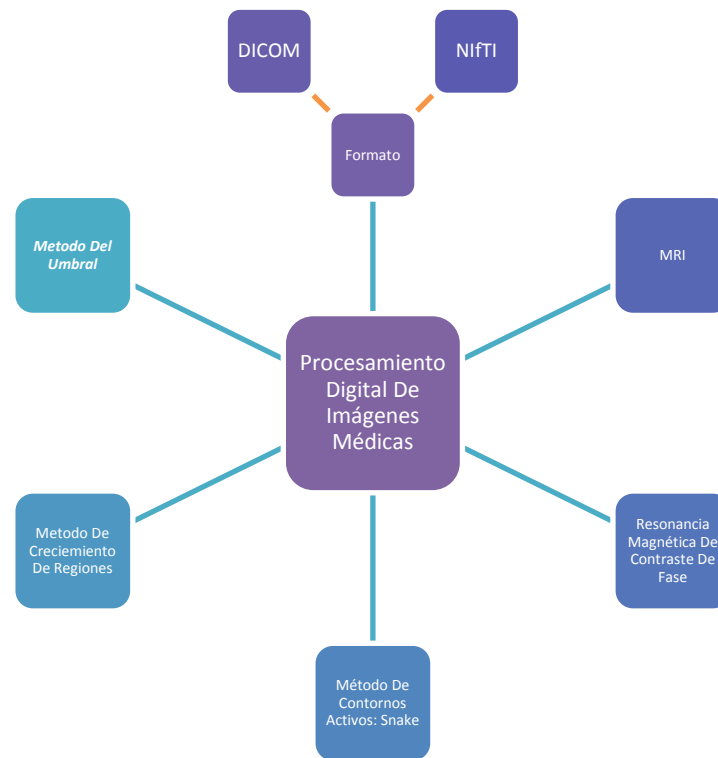 DICOM
NIfTI
Formato
Metodo Del
Umbral
MRI
Procesamiento
Digital De
Imágenes
Médicas
Metodo De
Creciemiento
De Regiones
Resonancia
Magnética De
Contraste De
Fase
Método De
Contornos
Activos: Snake